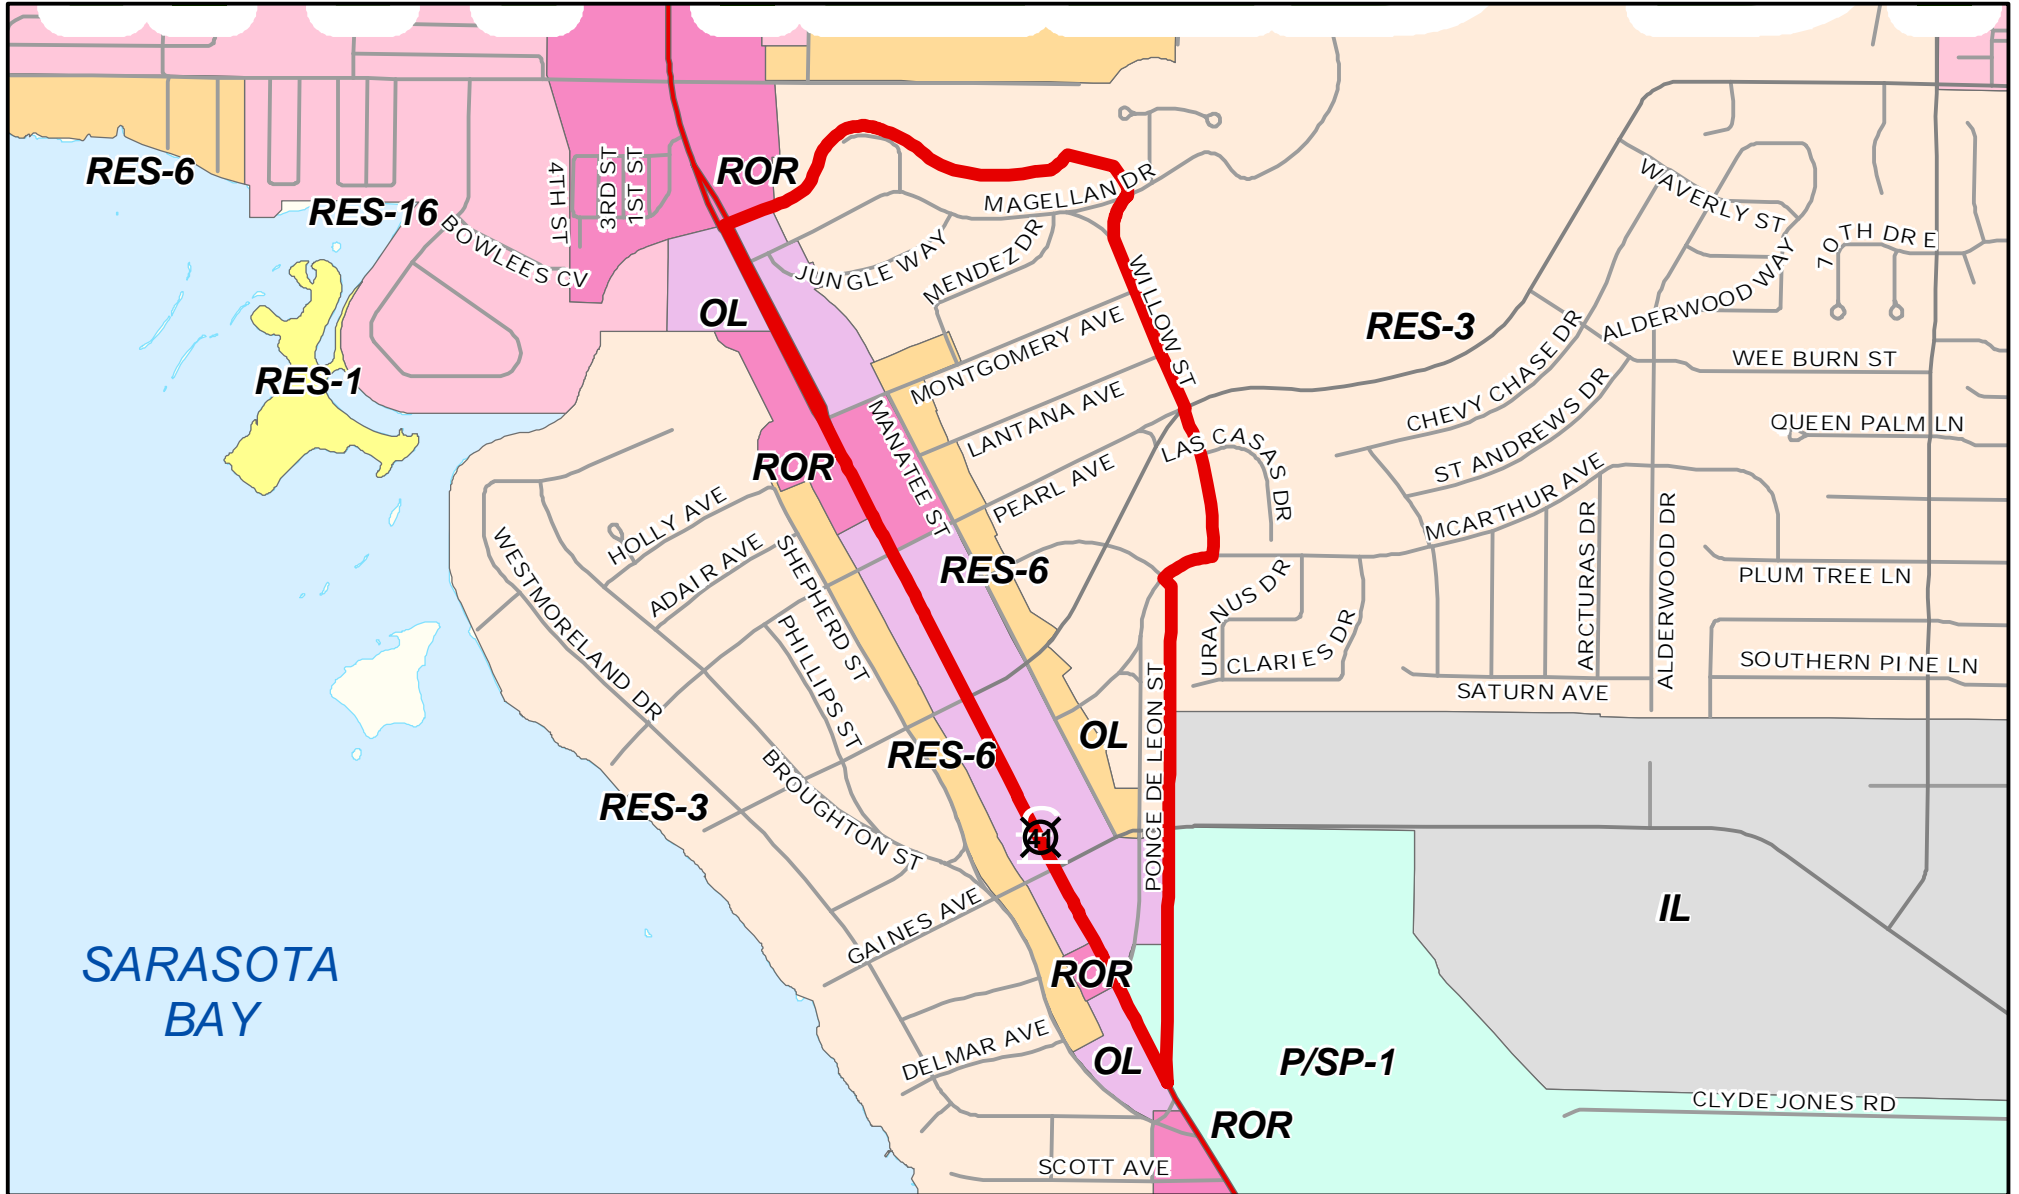 RES-6
RES-16
BOWLEES CV
4TH ST
3RD ST
1ST ST
ROR
MAGELLAN DR
JUNGLE WAY
MENDEZ DR
WILLOW ST
WAVERLY ST
70TH DR E
ALDERWOOD WAY
RES-1
OL
RES-3
MONTGOMERY AVE
CHEVY CHASE DR
WEE BURN ST
LANTANA AVE
ST ANDREWS DR
QUEEN PALM LN
ROR
MANATEE ST
PEARL AVE
LAS CASAS DR
MCARTHUR AVE
HOLLY AVE
ADAIR AVE
SHEPHERD ST
RES-6
URANUS DR
ARCTURAS DR
ALDERWOOD DR
PLUM TREE LN
WESTMORELAND DR
PHILLIPS ST
CLARIES DR
SOUTHERN PINE LN
SATURN AVE
RES-6
OL
PONCE DE LEON ST
RES-3
BROUGHTON ST
41
GAINES AVE
IL
SARASOTA
BAY
ROR
DELMAR AVE
OL
P/SP-1
CLYDE JONES RD
ROR
SCOTT AVE